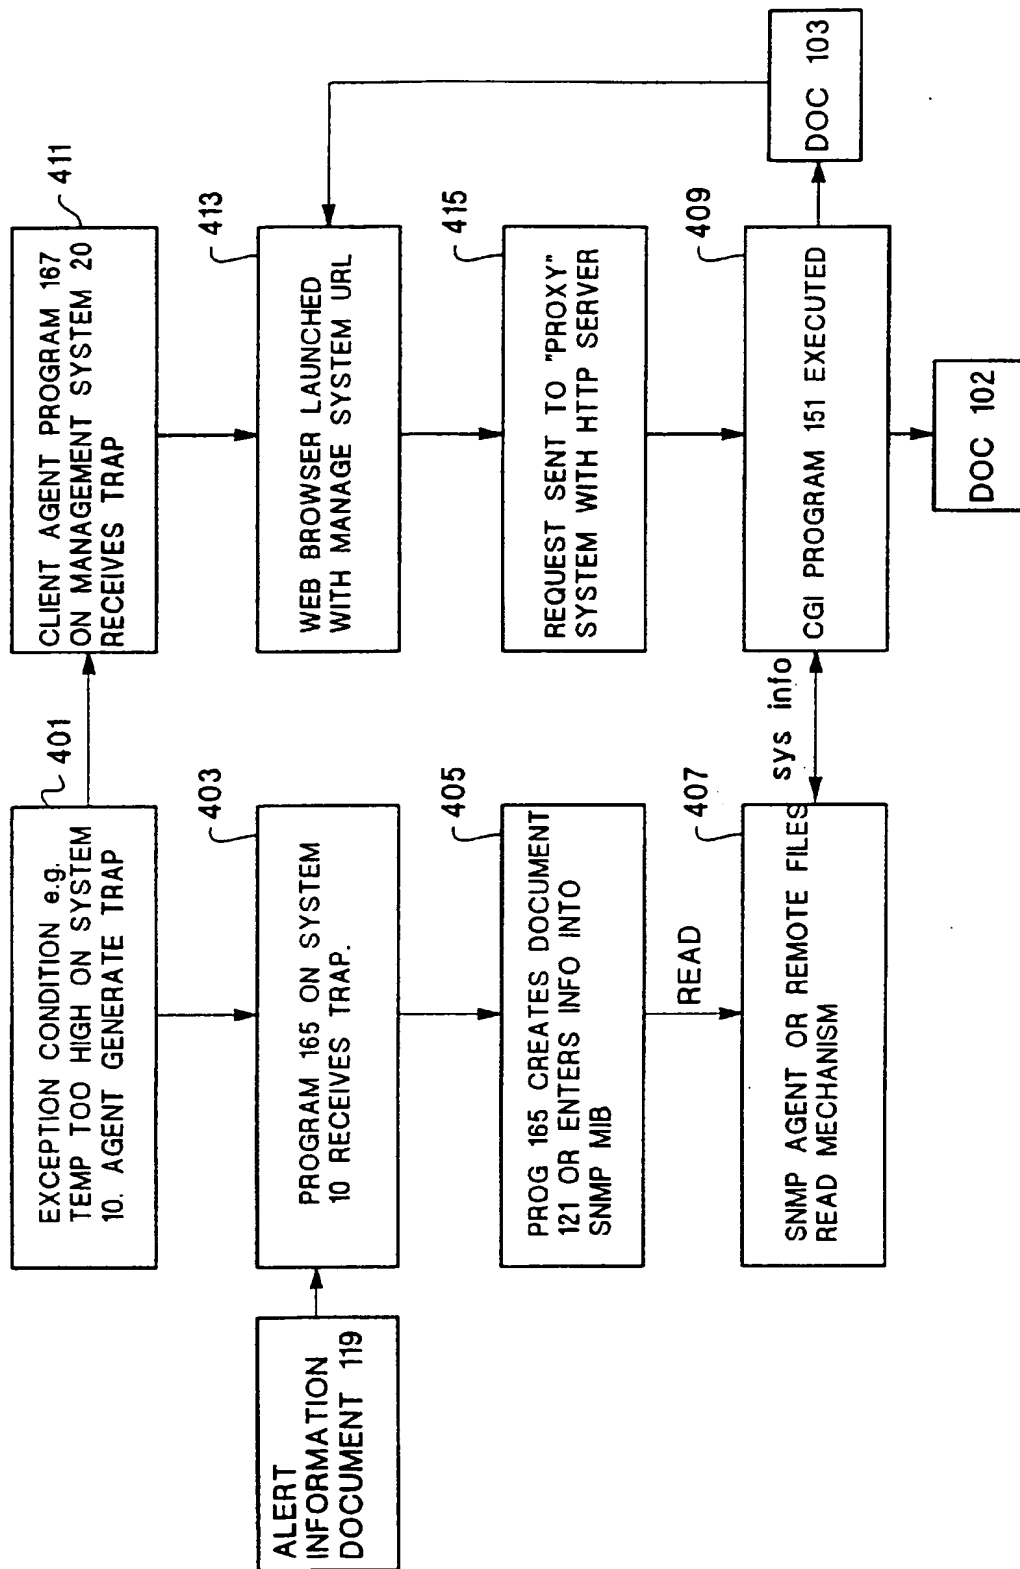 EXCEPTION CONDITION e.g.
TEMP TOO HIGH ON SYSTEM
10. AGENT GENERATE TRAP
401
CLIENT AGENT PROGRAM 167
ON MANAGEMENT SYSTEM 20
RECEIVES TRAP
411
ALERT
INFORMATION
DOCUMENT 119
PROGRAM 165 ON SYSTEM
10 RECEIVES TRAP.
403
WEB BROWSER LAUNCHED
WITH MANAGE SYSTEM URL
413
PROG 165 CREATES DOCUMENT
121 OR ENTERS INFO INTO
SNMP MIB
405
REQUEST SENT TO "PROXY"
SYSTEM WITH HTTP SERVER
415
READ
SNMP AGENT OR REMOTE FILES
READ MECHANISM
407
sys info
CGI PROGRAM 151 EXECUTED
409
DOC 103
DOC 102